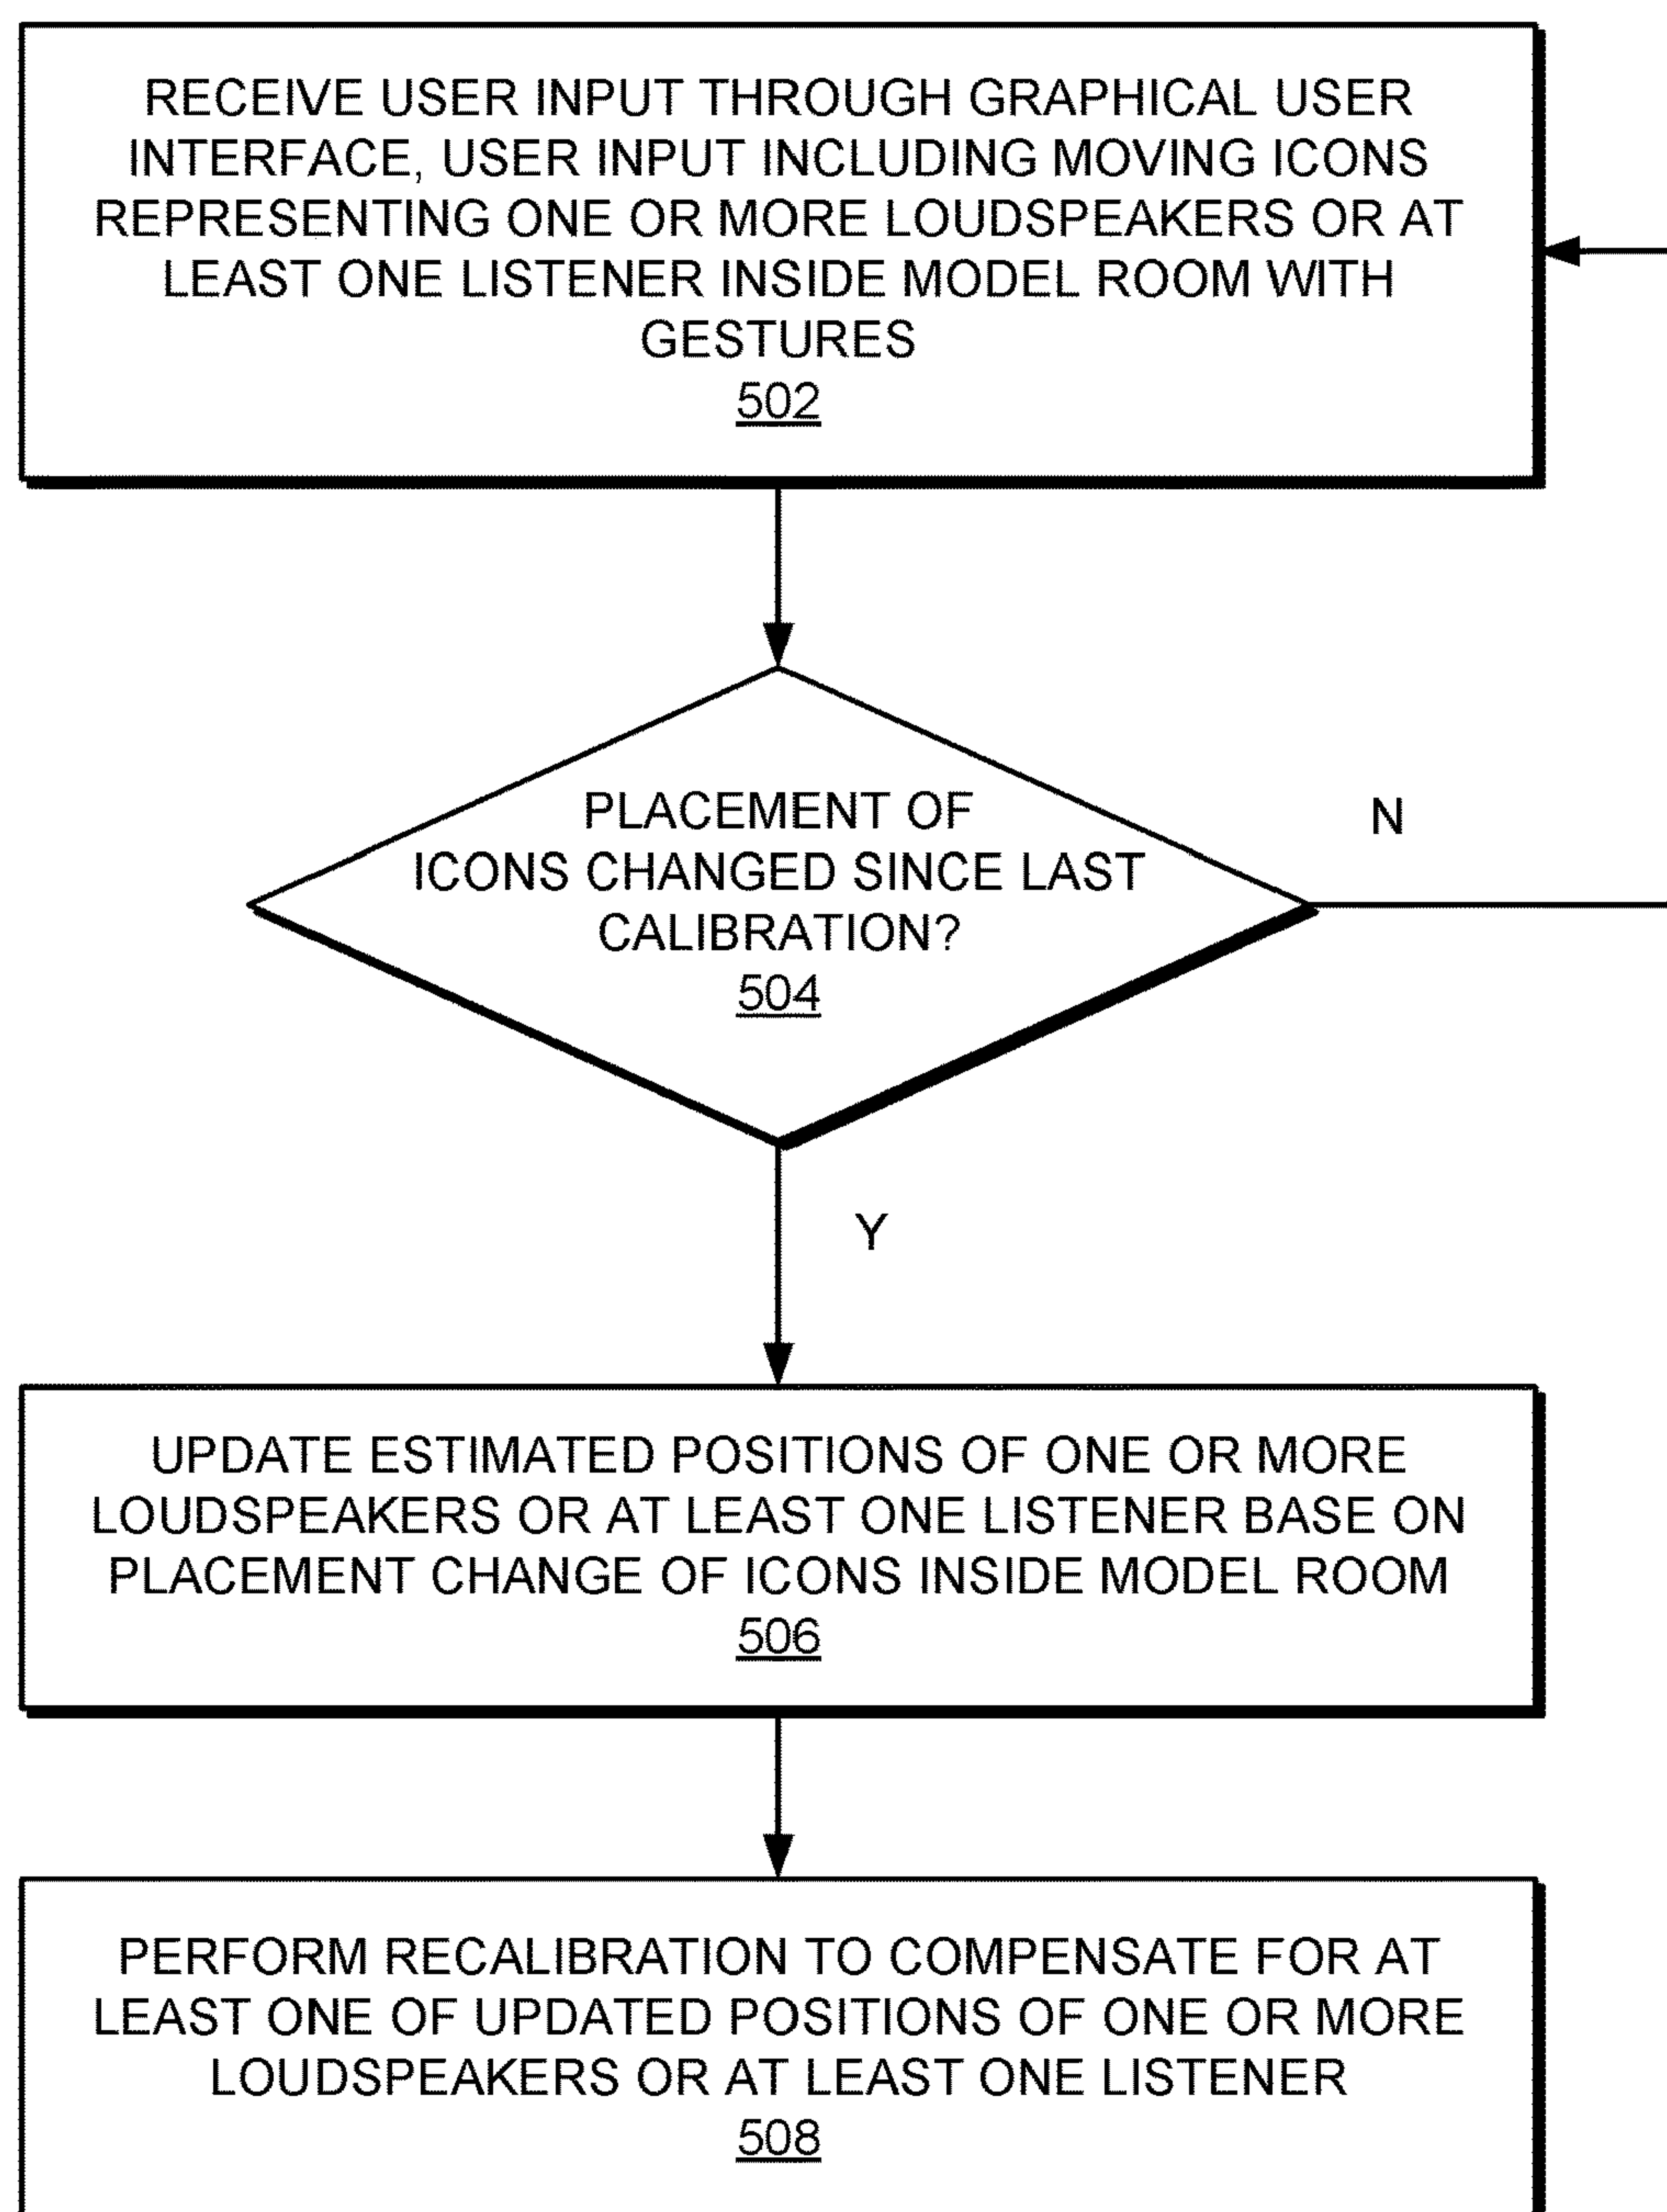 RECEIVE USER INPUT THROUGH GRAPHICAL USER
INTERFACE, USER INPUT INCLUDING MOVING ICONS
REPRESENTING ONE OR MORE LOUDSPEAKERS OR AT
LEAST ONE LISTENER INSIDE MODEL ROOM WITH
GESTURES
502
PLACEMENT OF
ICONS CHANGED SINCE LAST
CALIBRATION?
504
N
Y
UPDATE ESTIMATED POSITIONS OF ONE OR MORE
LOUDSPEAKERS OR AT LEAST ONE LISTENER BASE ON
PLACEMENT CHANGE OF ICONS INSIDE MODEL ROOM
506
PERFORM RECALIBRATION TO COMPENSATE FOR AT
LEAST ONE OF UPDATED POSITIONS OF ONE OR MORE
LOUDSPEAKERS OR AT LEAST ONE LISTENER
508